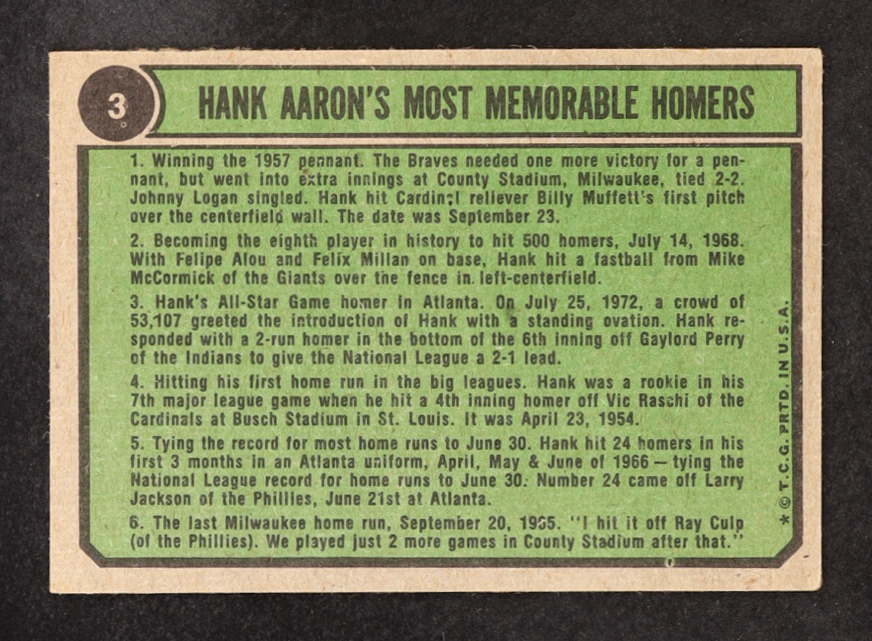 3
HANK AARON'S MOST MEMORABLE HOMERS
1. Winning the 1957 pennant. The Braves needed one more victory for a pen-
nant, but went into extra innings at County Stadium, Milwaukee, tied 2-2.
Johnny Logan singled. Hank hit Cardinal reliever Billy Muffett's first pitch
over the centerfield wall. The date was September 23.
2. Becoming the eighth player in history to hit 500 homers, July 14, 1968.
With Felipe Alou and Felix Millan on base, Hank hit a fastball from Mike
McCormick of the Giants over the fence in left-centerfield.
3. Hank's All-Star Game homer in Atlanta. On July 25, 1972, a crowd of
53,107 greeted the introduction of Hank with a standing ovation. Hank re-
sponded with a 2-run homer in the bottom of the 6th inning off Gaylord Perry
of the Indians to give the National League a 2-1 lead.
4. Hitting his first home run in the big leagues. Hank was a rookie in his
7th major league game when he hit a 4th inning homer off Vic Raschi of the
Cardinals at Busch Stadium in St. Louis. It was April 23, 1954.
5. Tying the record for most home runs to June 30. Hank hit 24 homers in his
first 3 months in an Atlanta uniform, April, May & June of 1966 — tying the
National League record for home runs to June 30. Number 24 came off Larry
Jackson of the Phillies, June 21st at Atlanta.
6. The last Milwaukee home run, September 20, 1965. "I hit it off Ray Culp
(of the Phillies). We played just 2 more games in County Stadium after that."
* © T.C.G. PRTD. IN U.S.A.